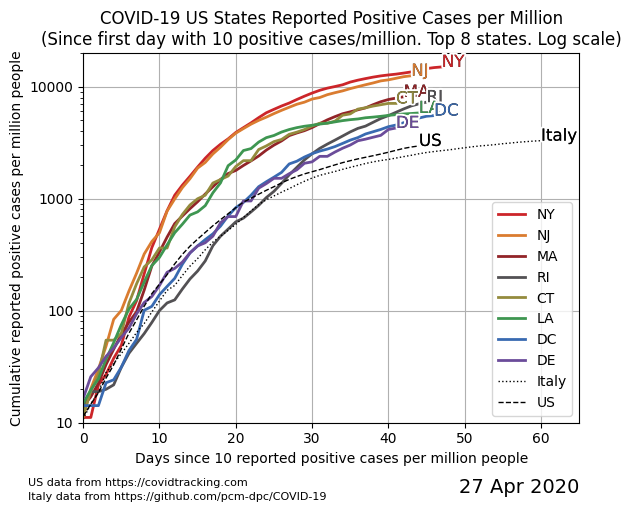 COVID-19 US States Reported Positive Cases per Million
(Since first day with 10 positive cases/million. Top 8 states. Log scale)
Cumulative reported positive cases per million people
10000
1000
100
10
NY
NJ
MA
RI
CT
LA
DC
DE
US
Italy
NY
NJ
MA
RI
CT
LA
DC
DE
Italy
US
0
10
20
30
40
50
60
Days since 10 reported positive cases per million people
US data from https://covidtracking.com
Italy data from https://github.com/pcm-dpc/COVID-19
27 Apr 2020